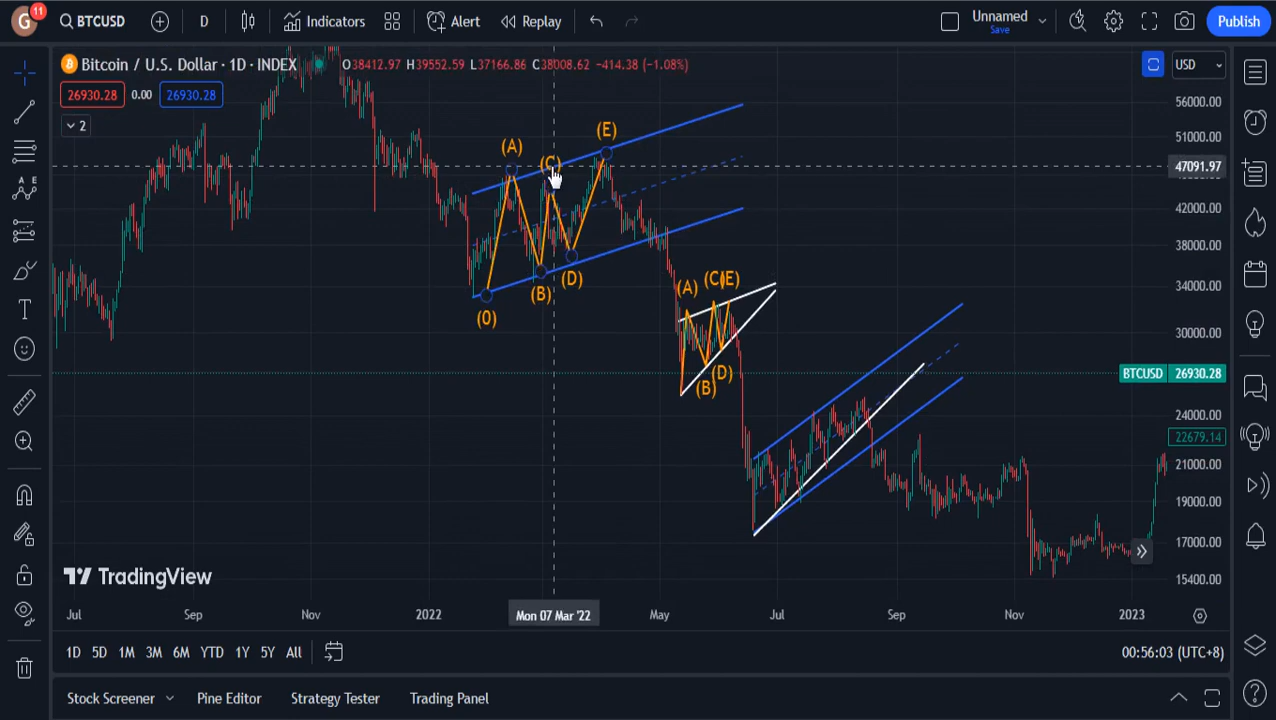 G
11
BTCUSD
D
Indicators
Alert
Replay
Unnamed
Save
Publish
Bitcoin / U.S. Dollar · 1D · INDEX
O38412.97 H39552.59 L37166.86 C38008.62 −414.38 (−1.08%)
USD
26930.28
0.00
26930.28
2
56000.00
51000.00
47091.97
42000.00
38000.00
34000.00
30000.00
BTCUSD
26930.28
24000.00
22679.14
21000.00
19000.00
17000.00
15400.00
(A)
(C)
(E)
(0)
(B)
(D)
(A)
(C)
(E)
(B)
(D)
TradingView
Jul
Sep
Nov
2022
Mon 07 Mar '22
May
Jul
Sep
Nov
2023
1D
5D
1M
3M
6M
YTD
1Y
5Y
All
00:56:03 (UTC+8)
Stock Screener
Pine Editor
Strategy Tester
Trading Panel